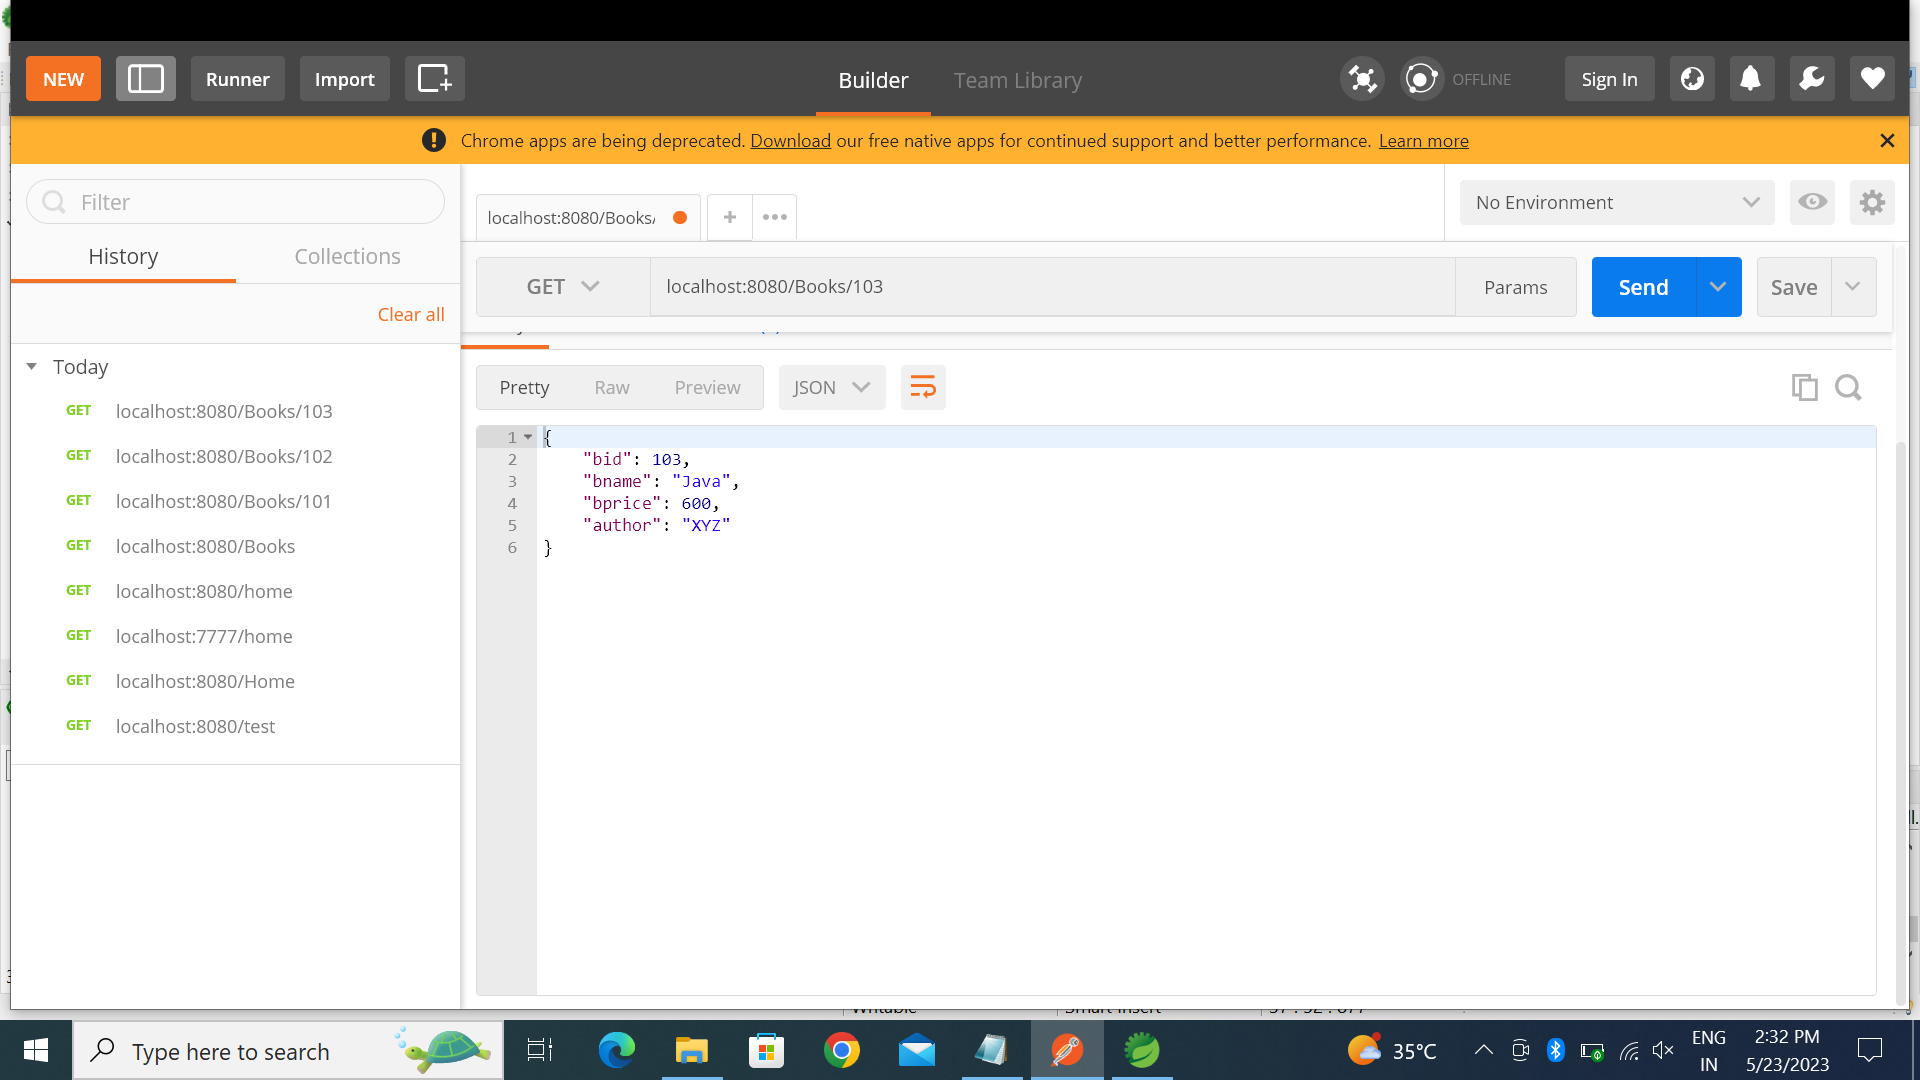 NEW
Runner
Import
Builder
Team Library
OFFLINE
Sign In
Chrome apps are being deprecated. Download our free native apps for continued support and better performance. Learn more
Filter
History
Collections
Clear all
Today
GET localhost:8080/Books/103
GET localhost:8080/Books/102
GET localhost:8080/Books/101
GET localhost:8080/Books
GET localhost:8080/home
GET localhost:7777/home
GET localhost:8080/Home
GET localhost:8080/test
localhost:8080/Books/
No Environment
GET
localhost:8080/Books/103
Params
Send
Save
Pretty
Raw
Preview
JSON
1 {
2 "bid": 103,
3 "bname": "Java",
4 "bprice": 600,
5 "author": "XYZ"
6 }
Type here to search
35°C
ENG
IN
2:32 PM
5/23/2023